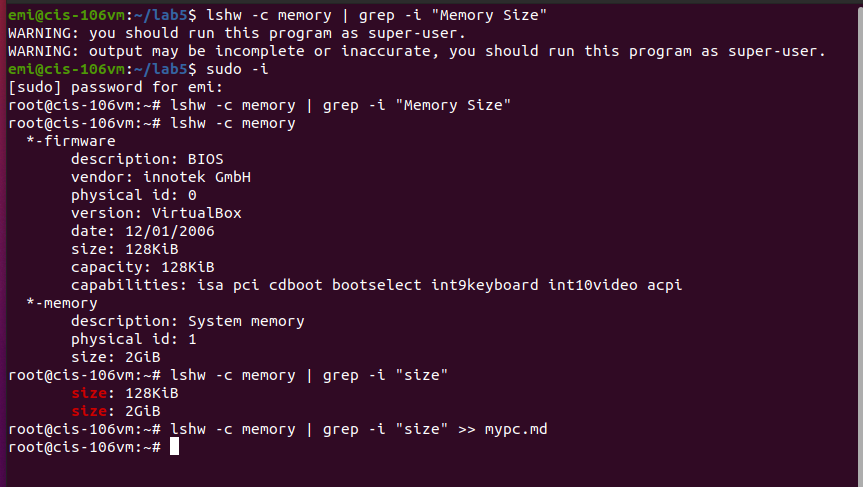 emi@cis-106vm:~/lab5$ lshw -c memory | grep -i "Memory Size"
WARNING: you should run this program as super-user.
WARNING: output may be incomplete or inaccurate, you should run this program as super-user.
emi@cis-106vm:~/lab5$ sudo -i
[sudo] password for emi:
root@cis-106vm:~# lshw -c memory | grep -i "Memory Size"
root@cis-106vm:~# lshw -c memory
  *-firmware
       description: BIOS
       vendor: innotek GmbH
       physical id: 0
       version: VirtualBox
       date: 12/01/2006
       size: 128KiB
       capacity: 128KiB
       capabilities: isa pci cdboot bootselect int9keyboard int10video acpi
  *-memory
       description: System memory
       physical id: 1
       size: 2GiB
root@cis-106vm:~# lshw -c memory | grep -i "size"
       size: 128KiB
       size: 2GiB
root@cis-106vm:~# lshw -c memory | grep -i "size" >> mypc.md
root@cis-106vm:~#